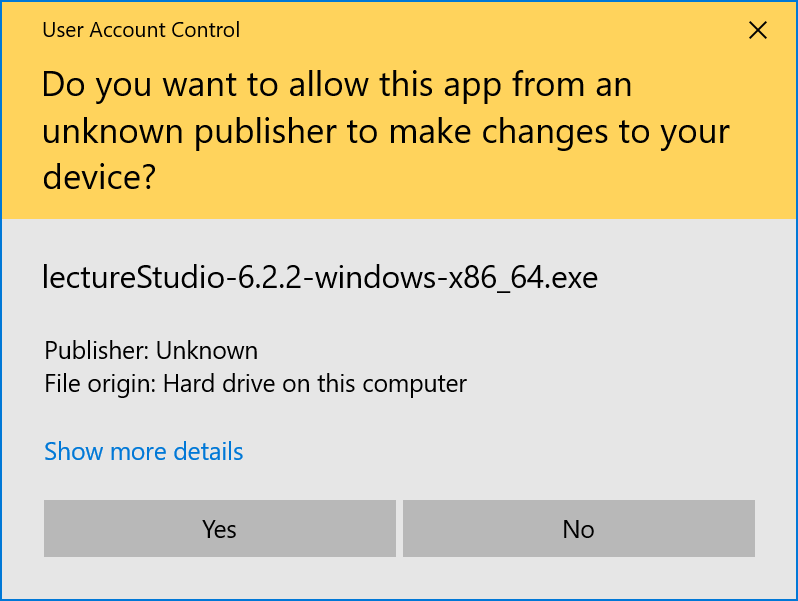 User Account Control
Do you want to allow this app from an
unknown publisher to make changes to your
device?
lectureStudio-6.2.2-windows-x86_64.exe
Publisher: Unknown
File origin: Hard drive on this computer
Show more details
Yes
No